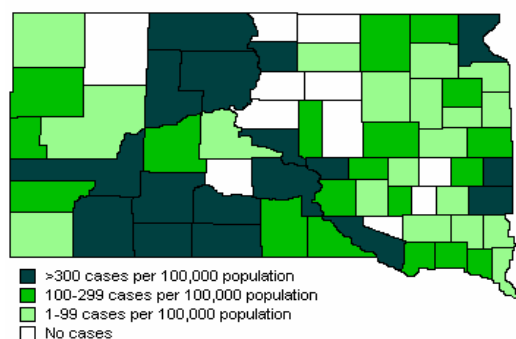 >300 cases per 100,000 population
100-299 cases per 100,000 population
1-99 cases per 100,000 population
No cases